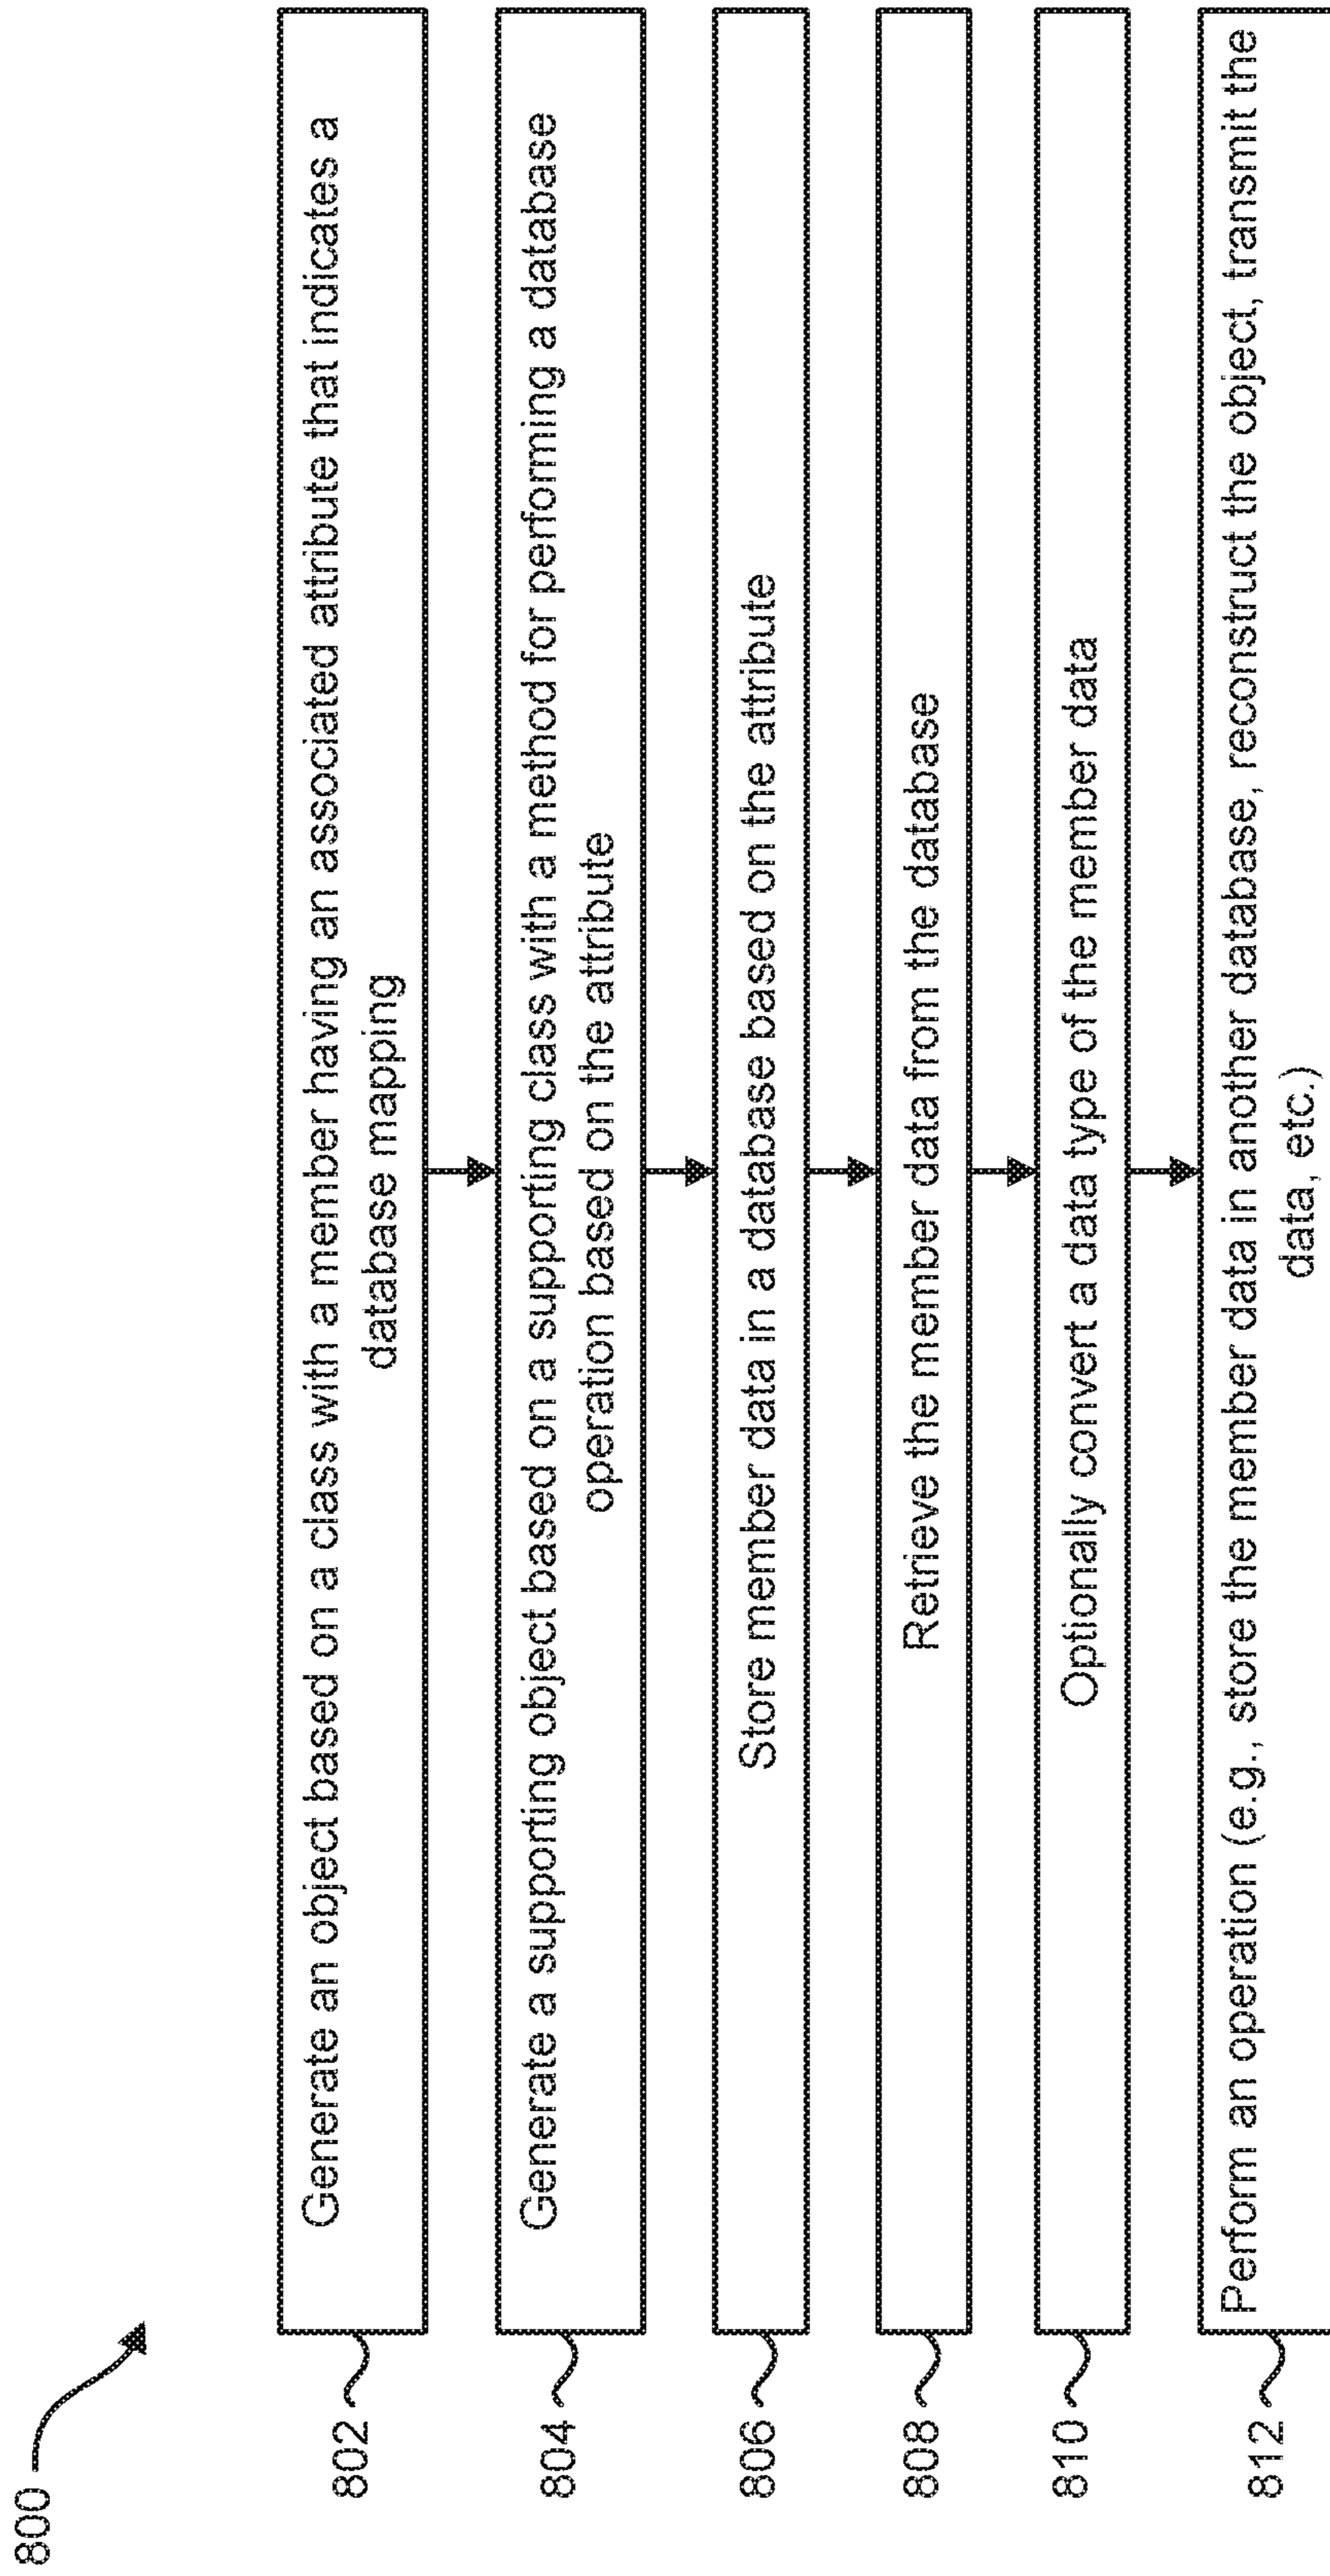 800
802
Generate an object based on a class with a member having an associated attribute that indicates a
database mapping
804
Generate a supporting object based on a supporting class with a method for performing a database
operation based on the attribute
806
Store member data in a database based on the attribute
808
Retrieve the member data from the database
810
Optionally convert a data type of the member data
812
Perform an operation (e.g., store the member data in another database, reconstruct the object, transmit the
data, etc.)